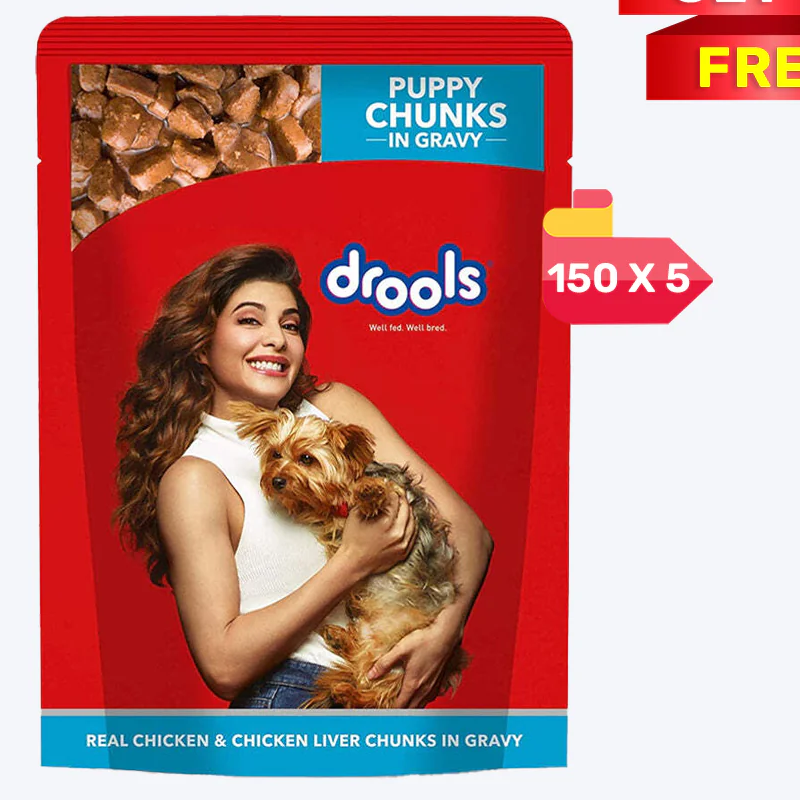 FRE
PUPPY
CHUNKS
IN GRAVY
drools
Well fed. Well bred.
150 X 5
REAL CHICKEN & CHICKEN LIVER CHUNKS IN GRAVY